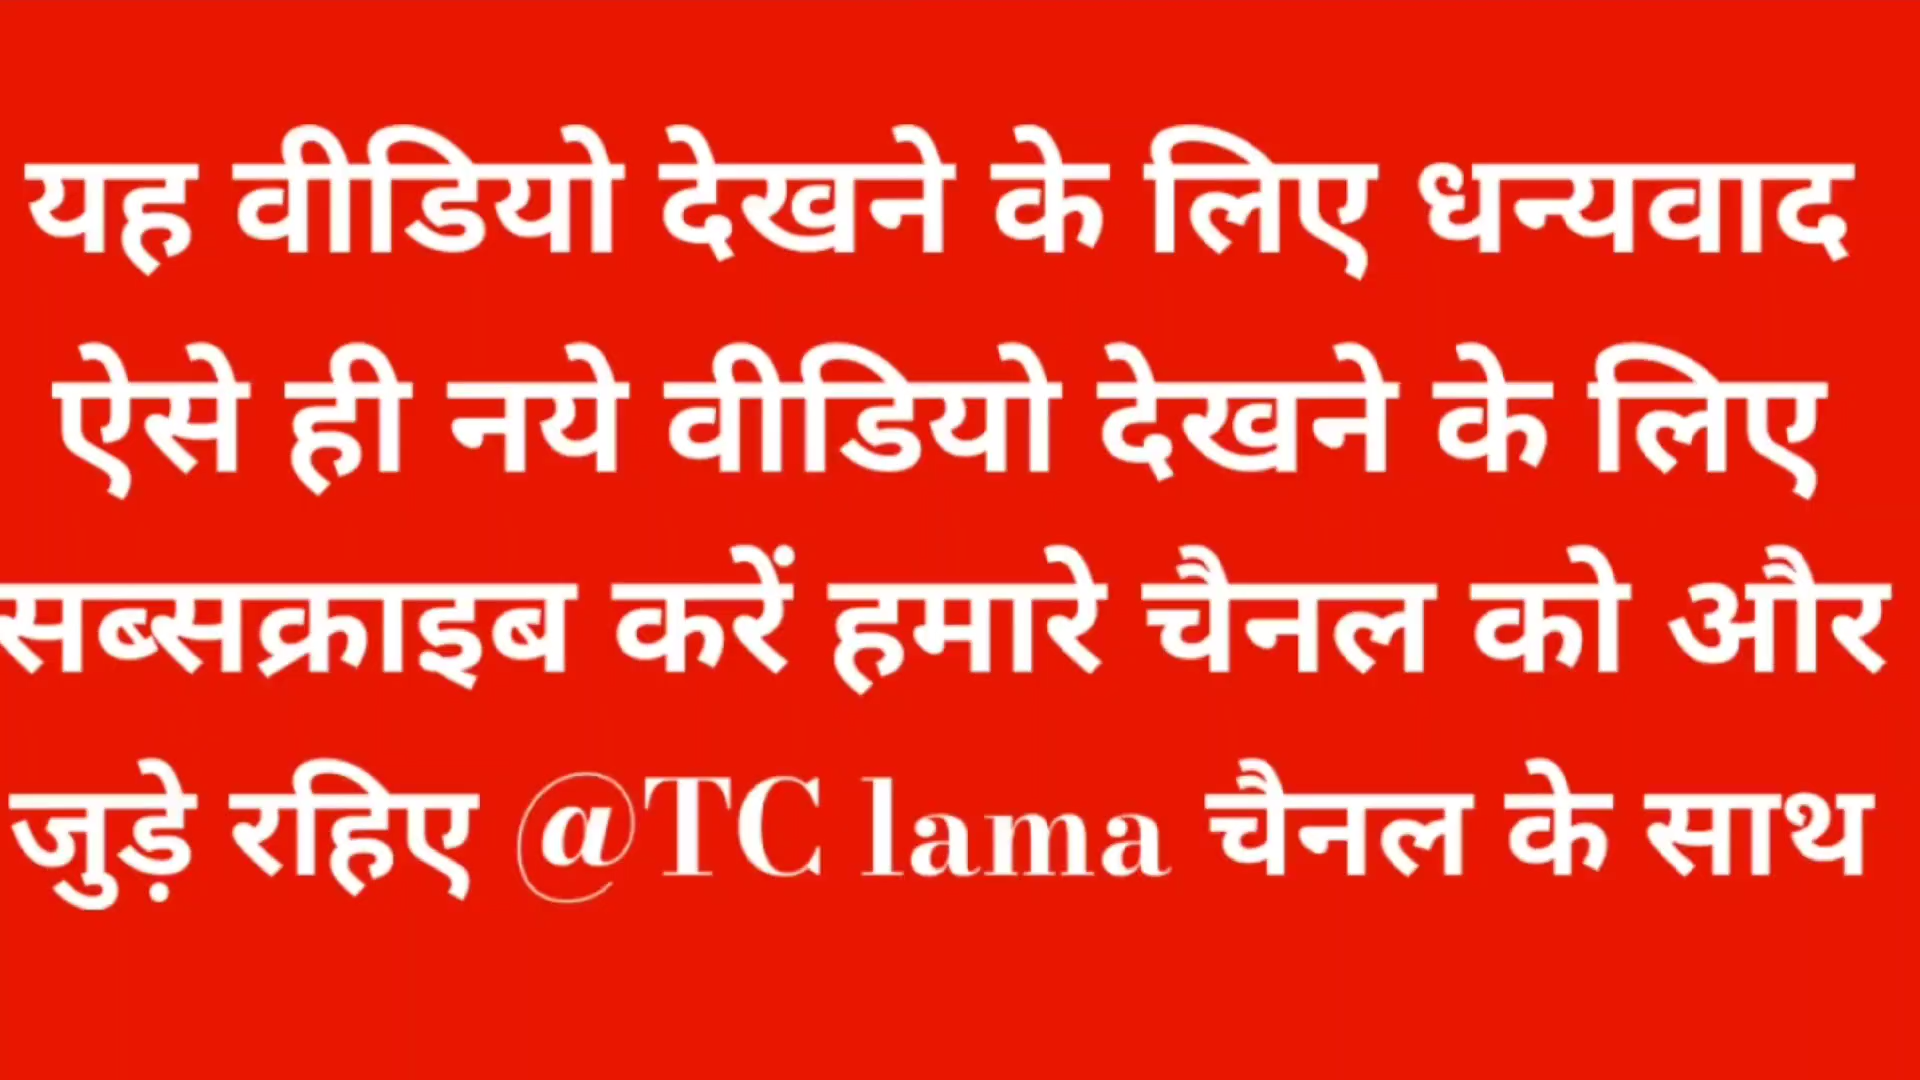 यह वीडियो देखने के लिए धन्यवाद
ऐसे ही नये वीडियो देखने के लिए
सब्सक्राइब करें हमारे चैनल को और
जुड़े रहिए @TC lama चैनल के साथ